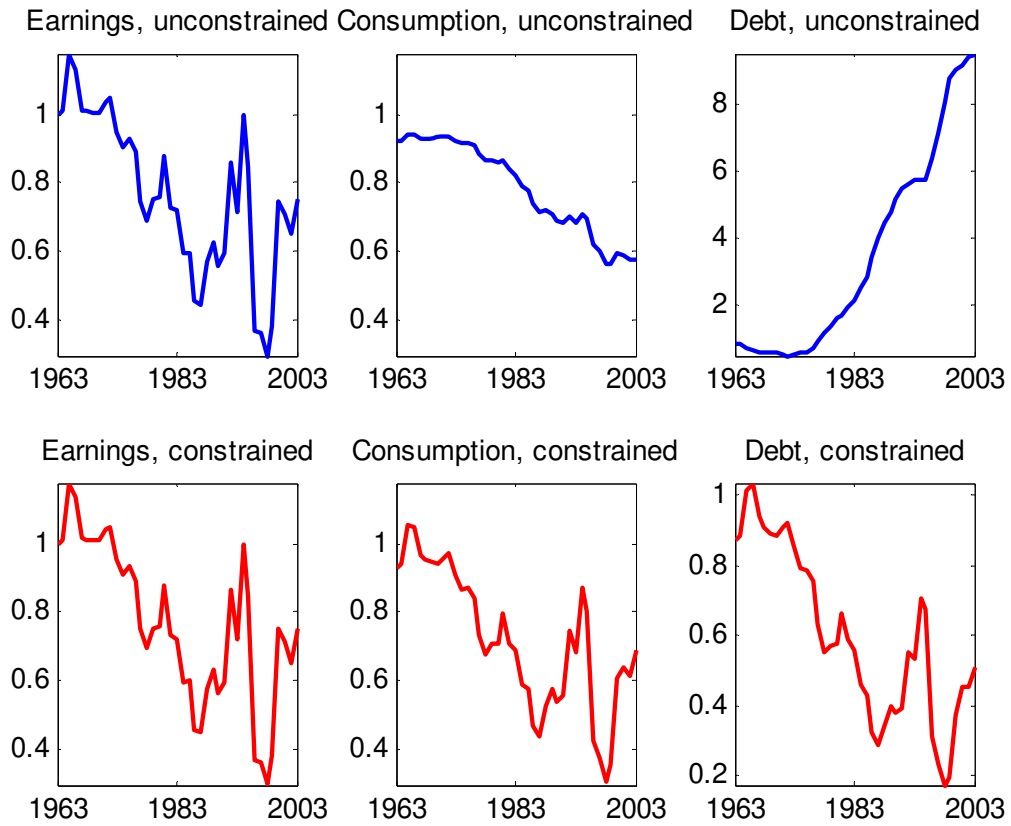 Earnings, unconstrained Consumption, unconstrained Debt, unconstrained
1 1 8
0.8 0.8 6
0.6 0.6 4
0.4 0.4 2
1963 1983 2003 1963 1983 2003 1963 1983 2003
Earnings, constrained Consumption, constrained Debt, constrained
1 1 1
0.8 0.8 0.8
0.6 0.6 0.6
0.4 0.4 0.4
0.2
1963 1983 2003 1963 1983 2003 1963 1983 2003